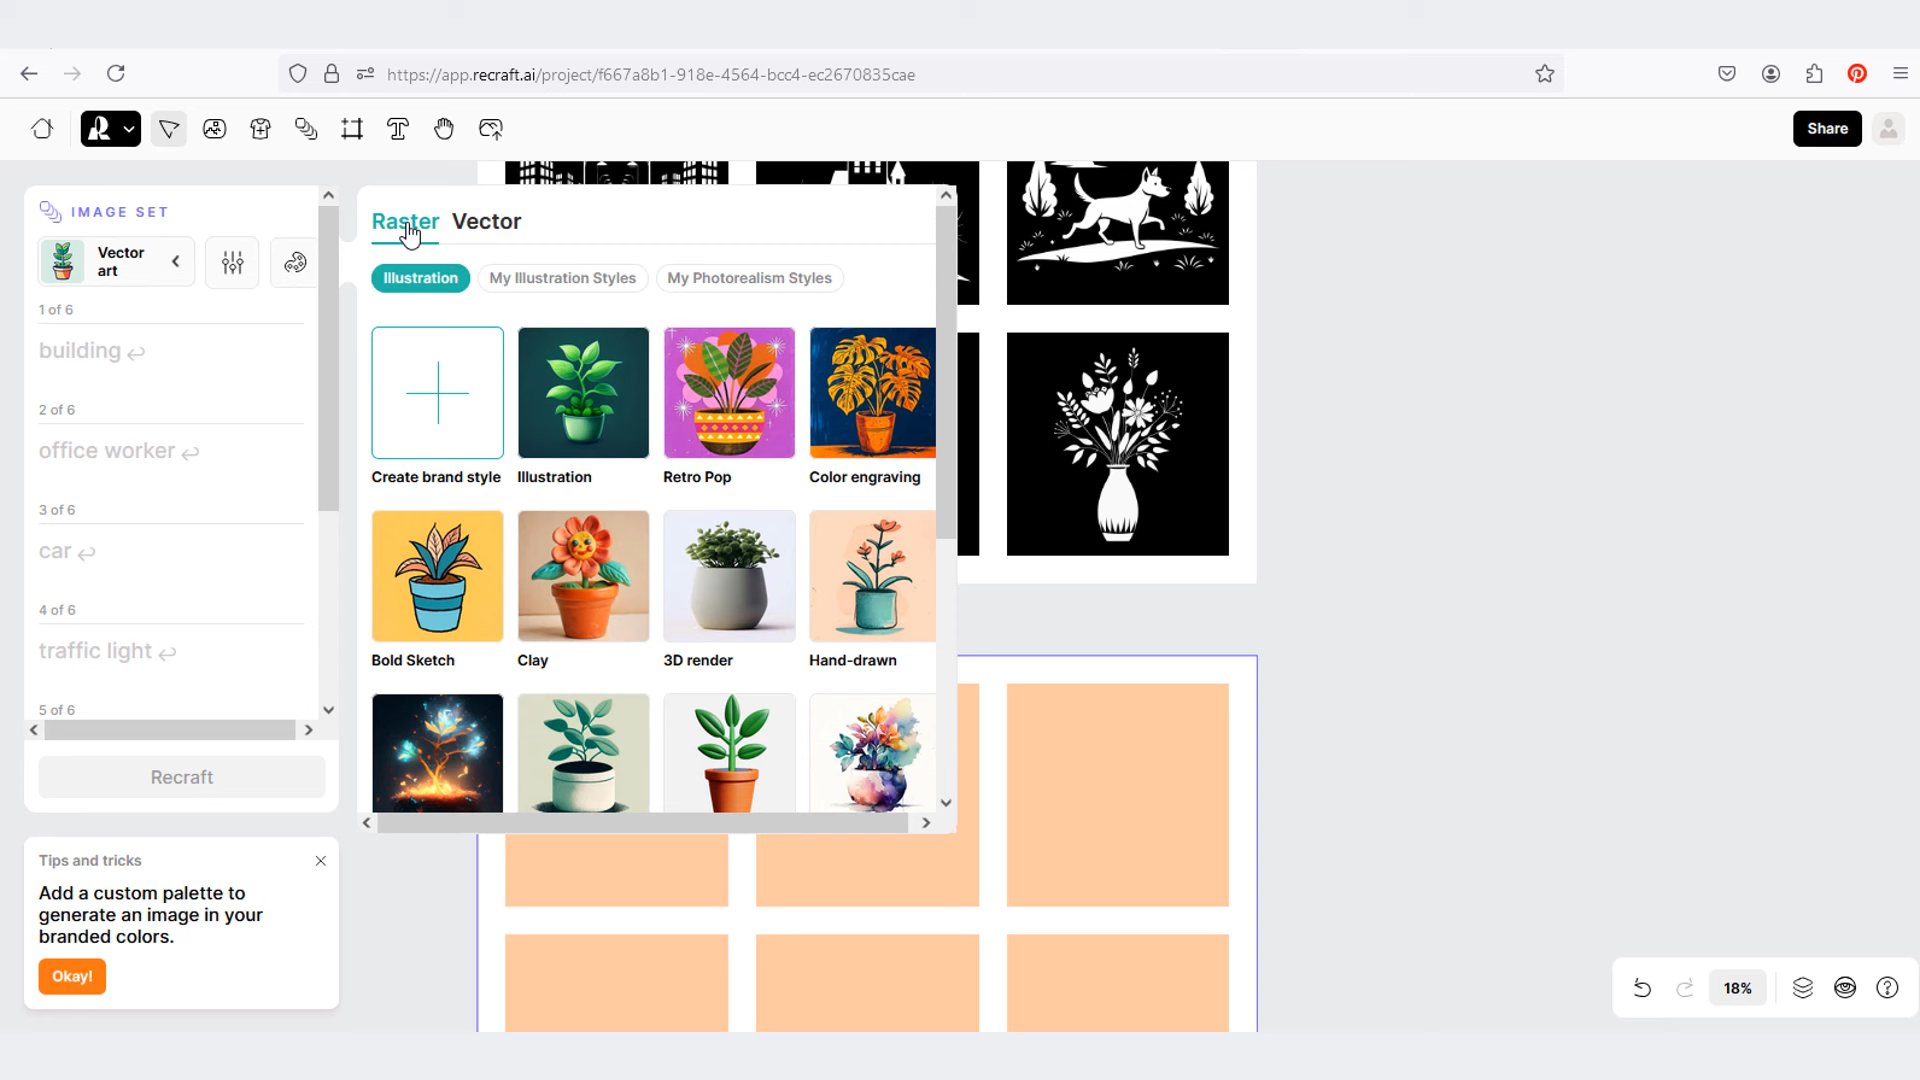 https://app.recraft.ai/project/f667a8b1-918e-4564-bcc4-ec2670835cae
Share
IMAGE SET
Vector
art
1 of 6
building
2 of 6
office worker
3 of 6
car
4 of 6
traffic light
5 of 6
Recraft
Raster Vector
Illustration My Illustration Styles My Photorealism Styles
Create brand style Illustration Retro Pop Color engraving
Bold Sketch Clay 3D render Hand-drawn
Tips and tricks
Add a custom palette to
generate an image in your
branded colors.
Okay!
18%